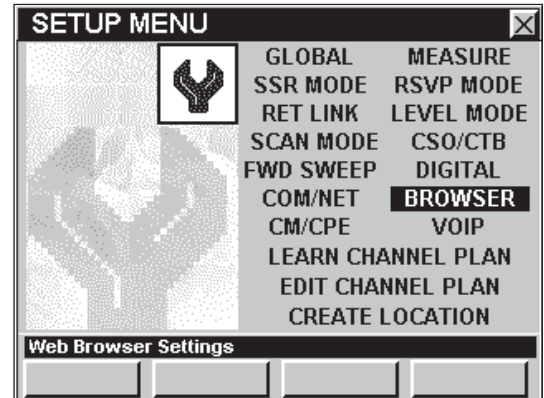 SETUP MENU
GLOBAL MEASURE
SSR MODE RSVP MODE
RET LINK LEVEL MODE
SCAN MODE CSO/CTB
FWD SWEEP DIGITAL
COM/NET BROWSER
CM/CPE VOIP
LEARN CHANNEL PLAN
EDIT CHANNEL PLAN
CREATE LOCATION
Web Browser Settings